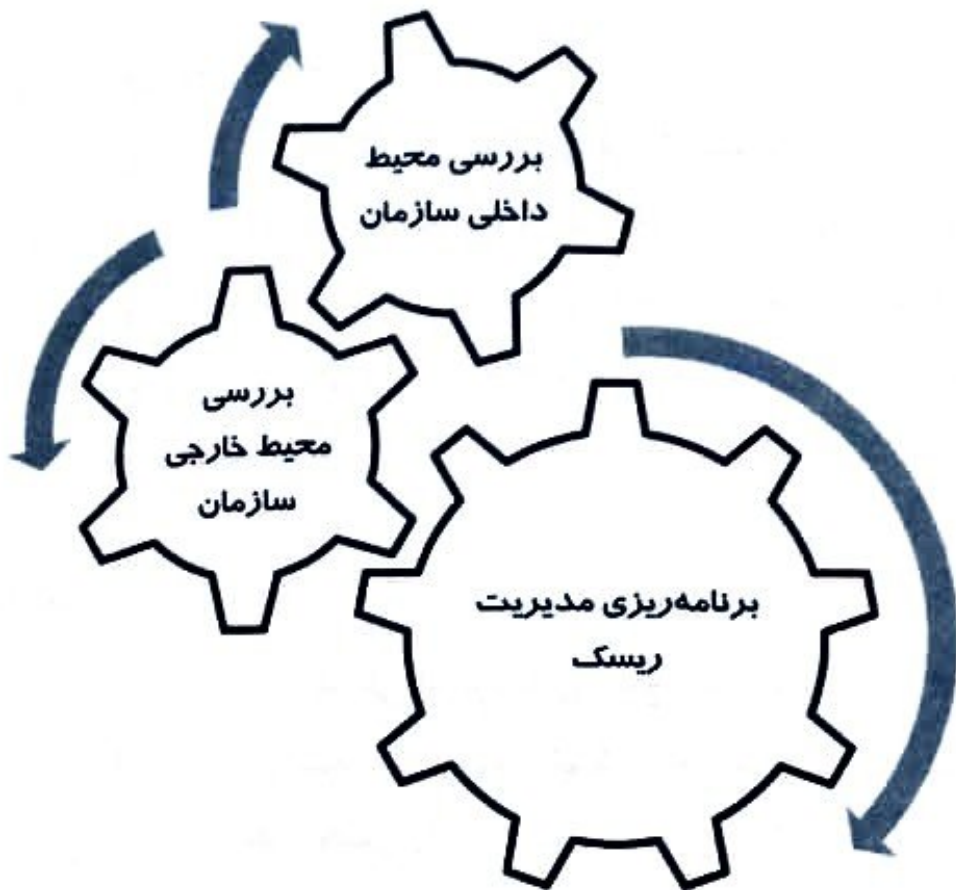 بررسی محیط
داخلی سازمان
بررسی
محیط خارجی
سازمان
برنامه‌ریزی مدیریت
ریسک